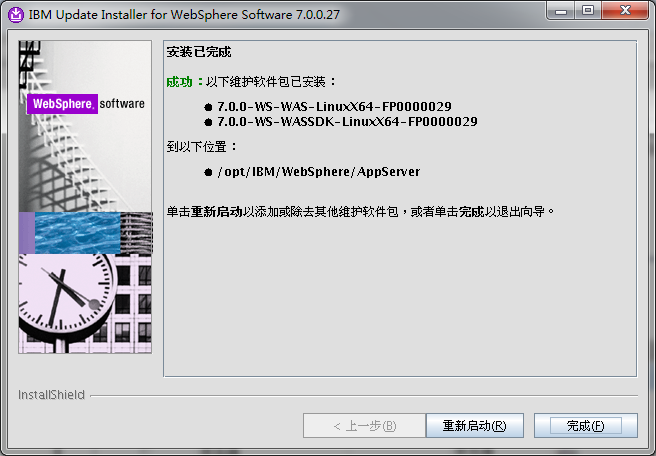 IBM Update Installer for WebSphere Software 7.0.0.27
WebSphere. software
安装已完成
成功：以下维护软件包已安装：
● 7.0.0-WS-WAS-LinuxX64-FP0000029
● 7.0.0-WS-WASSDK-LinuxX64-FP0000029
到以下位置：
● /opt/IBM/WebSphere/AppServer
单击重新启动以添加或除去其他维护软件包，或者单击完成以退出向导。
InstallShield
< 上一步(B)
重新启动(R)
完成(F)